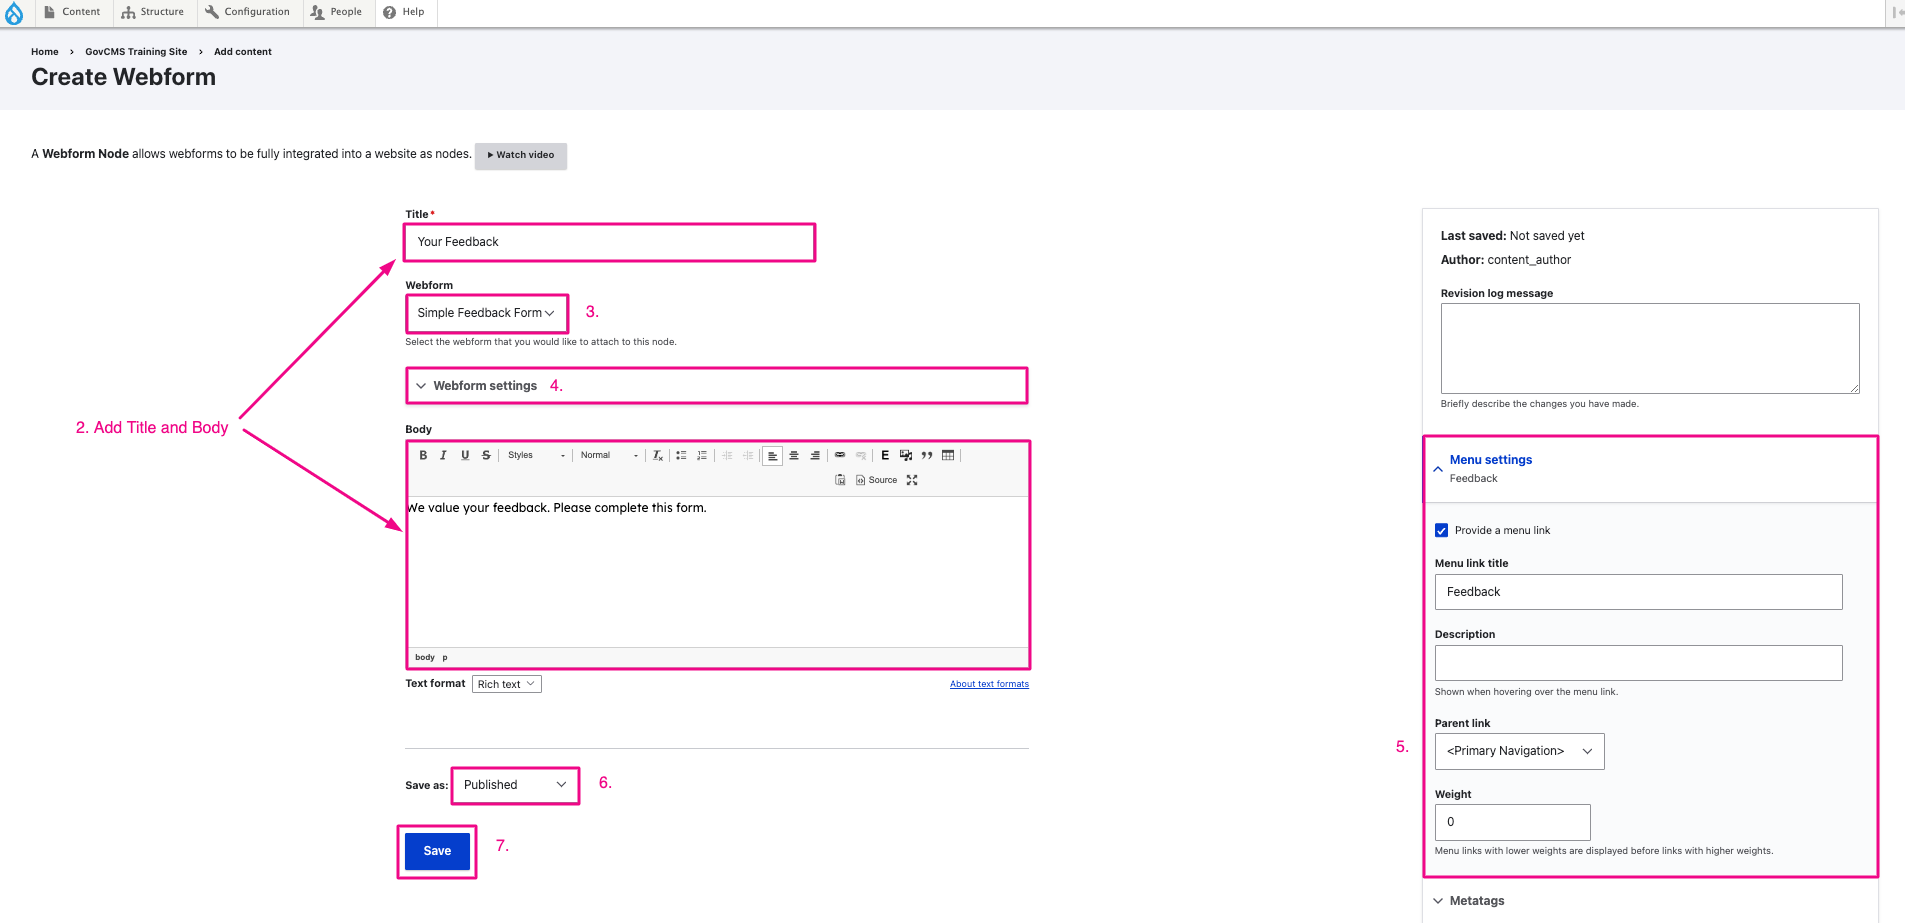 Content
Structure
Configuration
People
Help
Home › GovCMS Training Site › Add content
Create Webform
A Webform Node allows webforms to be fully integrated into a website as nodes.
Watch video
Title*
Your Feedback
Webform
Simple Feedback Form
3.
Select the webform that you would like to attach to this node.
Webform settings
4.
2. Add Title and Body
Body
B I U S Styles Normal Tx E
Source
We value your feedback. Please complete this form.
body p
Text format Rich text
About text formats
Save as: Published
6.
Save
7.
Last saved: Not saved yet
Author: content_author
Revision log message
Briefly describe the changes you have made.
Menu settings
Feedback
Provide a menu link
Menu link title
Feedback
Description
Shown when hovering over the menu link.
Parent link
5.
<Primary Navigation>
Weight
0
Menu links with lower weights are displayed before links with higher weights.
Metatags